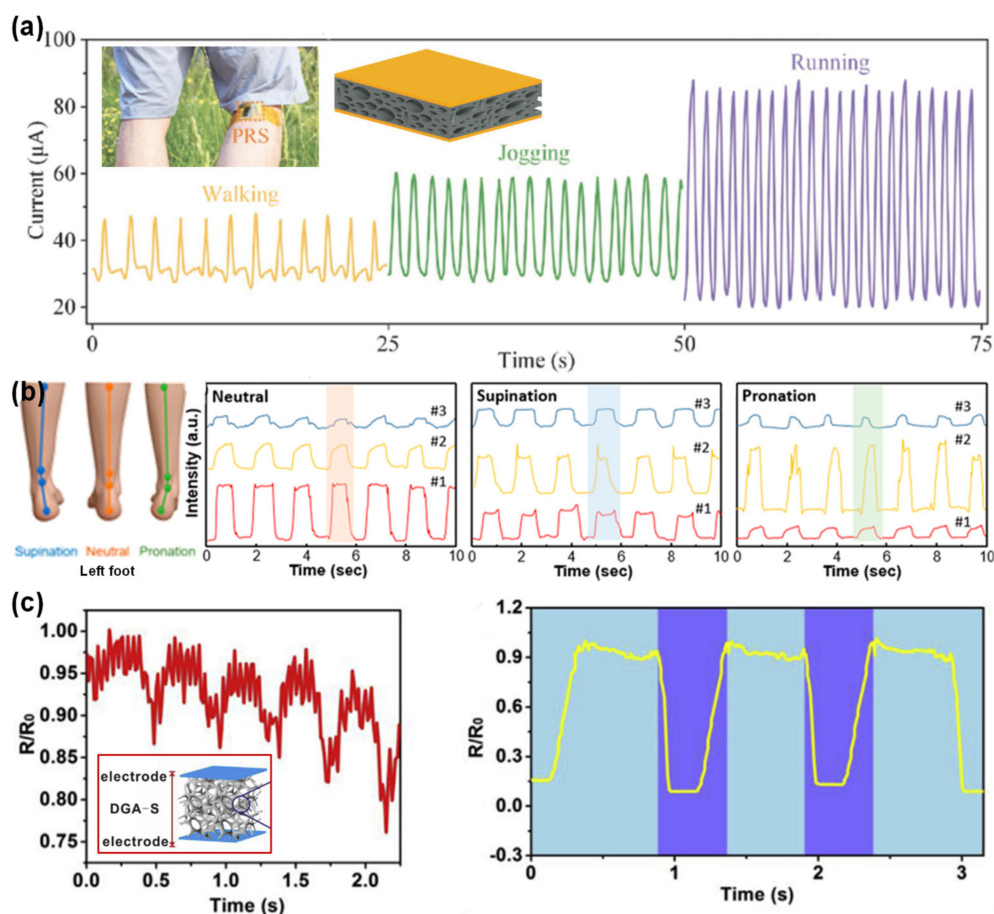 (a)
100
80
60
40
20
Current (μA)
PRS
Walking
Jogging
Running
0
25
50
75
Time (s)
(b)
Supination
Neutral
Pronation
Left foot
Intensity (a.u.)
Neutral
#3
#2
#1
0 2 4 6 8 10
Time (sec)
Supination
#3
#2
#1
0 2 4 6 8 10
Time (sec)
Pronation
#3
#2
#1
0 2 4 6 8 10
Time (sec)
(c)
1.00
0.95
0.90
0.85
0.80
0.75
R/R₀
electrode
DGA-S
electrode
0.0 0.5 1.0 1.5 2.0
Time (s)
1.2
0.9
0.6
0.3
0.0
-0.3
R/R₀
0 1 2 3
Time (s)